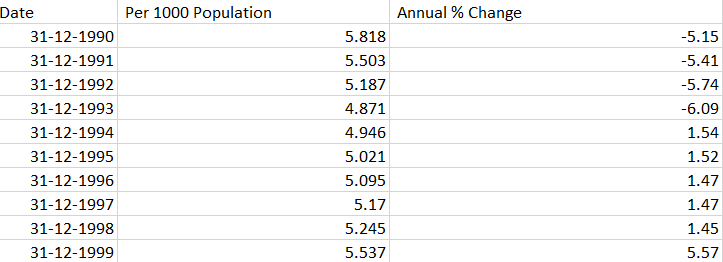 Date Per 1000 Population Annual % Change
31-12-1990 5.818 -5.15
31-12-1991 5.503 -5.41
31-12-1992 5.187 -5.74
31-12-1993 4.871 -6.09
31-12-1994 4.946 1.54
31-12-1995 5.021 1.52
31-12-1996 5.095 1.47
31-12-1997 5.17 1.47
31-12-1998 5.245 1.45
31-12-1999 5.537 5.57